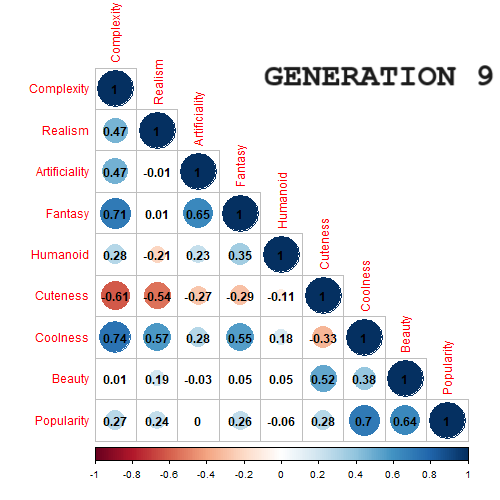 GENERATION 9
Complexity
Realism
Artificiality
Fantasy
Humanoid
Cuteness
Coolness
Beauty
Popularity
Complexity 1
Realism 0.47 1
Artificiality 0.47 -0.01 1
Fantasy 0.71 0.01 0.65 1
Humanoid 0.28 -0.21 0.23 0.35 1
Cuteness -0.61 -0.54 -0.27 -0.29 -0.11 1
Coolness 0.74 0.57 0.28 0.55 0.18 -0.33 1
Beauty 0.01 0.19 -0.03 0.05 0.05 0.52 0.38 1
Popularity 0.27 0.24 0 0.26 -0.06 0.28 0.7 0.64 1
-1 -0.8 -0.6 -0.4 -0.2 0 0.2 0.4 0.6 0.8 1